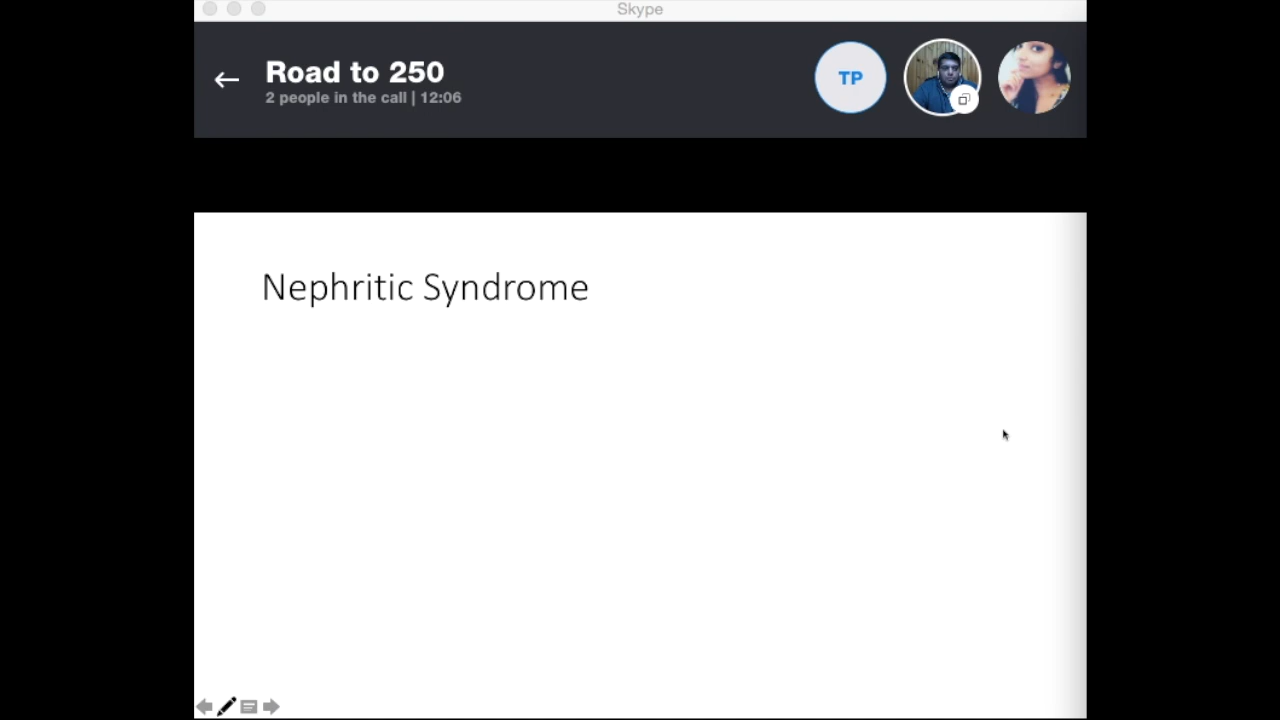 Skype
Road to 250
2 people in the call | 12:06
TP
Nephritic Syndrome